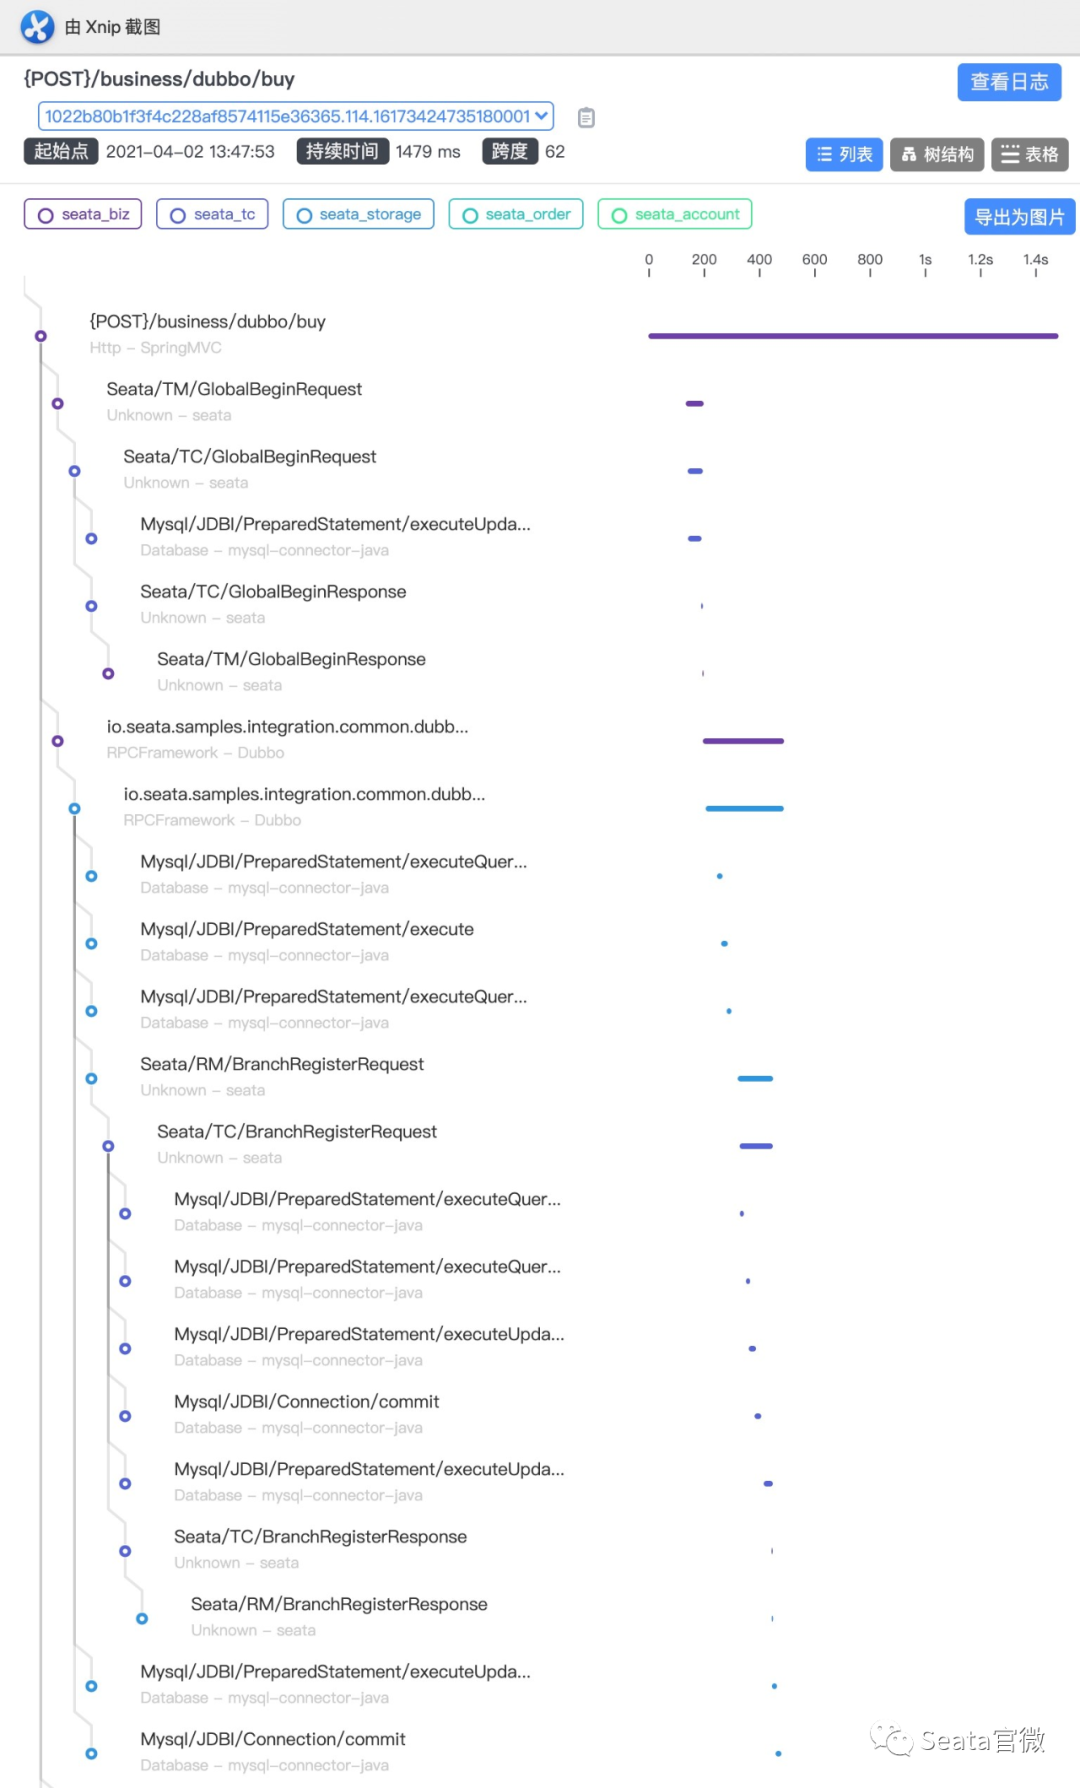 由 Xnip 截图
{POST}/business/dubbo/buy
查看日志
1022b80b1f3f4c228af8574115e36365.114.16173424735180001
起始点 2021-04-02 13:47:53 持续时间 1479 ms 跨度 62
列表 树结构 表格
seata_biz seata_tc seata_storage seata_order seata_account
导出为图片
0 200 400 600 800 1s 1.2s 1.4s
{POST}/business/dubbo/buy
Http - SpringMVC
Seata/TM/GlobalBeginRequest
Unknown - seata
Seata/TC/GlobalBeginRequest
Unknown - seata
Mysql/JDBI/PreparedStatement/executeUpda...
Database - mysql-connector-java
Seata/TC/GlobalBeginResponse
Unknown - seata
Seata/TM/GlobalBeginResponse
Unknown - seata
io.seata.samples.integration.common.dubb...
RPCFramework - Dubbo
io.seata.samples.integration.common.dubb...
RPCFramework - Dubbo
Mysql/JDBI/PreparedStatement/executeQuer...
Database - mysql-connector-java
Mysql/JDBI/PreparedStatement/execute
Database - mysql-connector-java
Mysql/JDBI/PreparedStatement/executeQuer...
Database - mysql-connector-java
Seata/RM/BranchRegisterRequest
Unknown - seata
Seata/TC/BranchRegisterRequest
Unknown - seata
Mysql/JDBI/PreparedStatement/executeQuer...
Database - mysql-connector-java
Mysql/JDBI/PreparedStatement/executeQuer...
Database - mysql-connector-java
Mysql/JDBI/PreparedStatement/executeUpda...
Database - mysql-connector-java
Mysql/JDBI/Connection/commit
Database - mysql-connector-java
Mysql/JDBI/PreparedStatement/executeUpda...
Database - mysql-connector-java
Seata/TC/BranchRegisterResponse
Unknown - seata
Seata/RM/BranchRegisterResponse
Unknown - seata
Mysql/JDBI/PreparedStatement/executeUpda...
Database - mysql-connector-java
Mysql/JDBI/Connection/commit
Database - mysql-connector-java
Seata官微